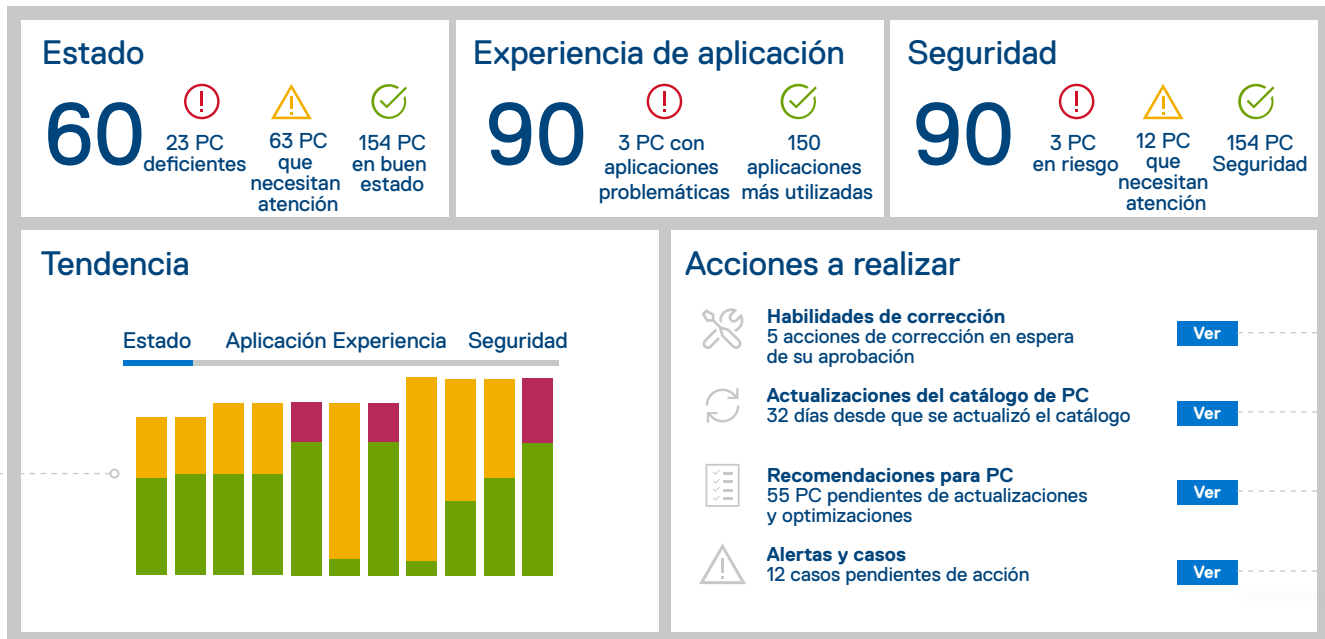 Estado
60
23 PC
deficientes
63 PC
que
necesitan
atención
154 PC
en buen
estado
Experiencia de aplicación
90
3 PC con
aplicaciones
problemáticas
150
aplicaciones
más utilizadas
Seguridad
90
3 PC
en riesgo
12 PC
que
necesitan
atención
154 PC
Seguridad
Tendencia
Estado Aplicación Experiencia Seguridad
Acciones a realizar
Habilidades de corrección
5 acciones de corrección en espera
de su aprobación
Ver
Actualizaciones del catálogo de PC
32 días desde que se actualizó el catálogo
Ver
Recomendaciones para PC
55 PC pendientes de actualizaciones
y optimizaciones
Ver
Alertas y casos
12 casos pendientes de acción
Ver